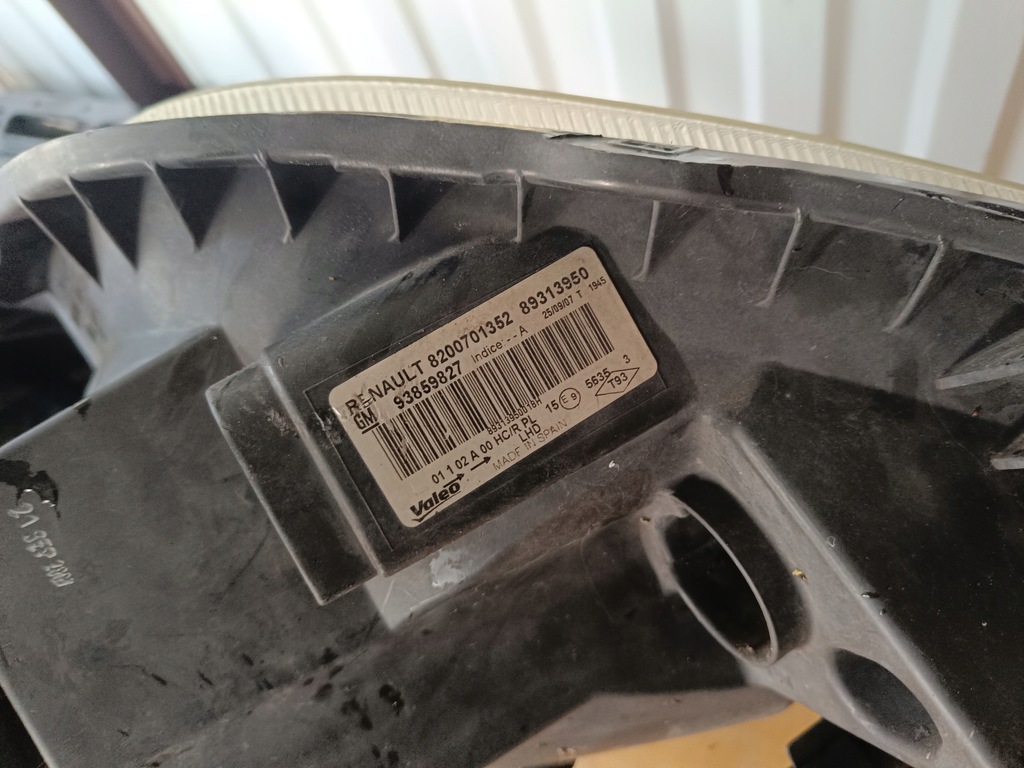 RENAULT 8200701352 89313950
GM 93859827 Indice: - - A 25/09/07 T 1945
89313950019H
01 1 02 A 00 HC/R PL 15 E 9 5635 3
LHD T93
Valeo MADE IN SPAIN